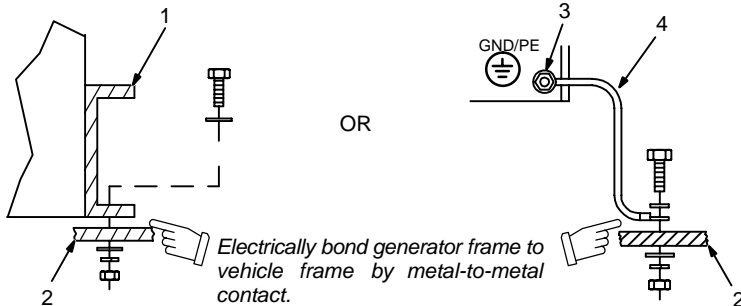 1
3
4
GND/PE
OR
Electrically bond generator frame to
vehicle frame by metal-to-metal
contact.
2
2